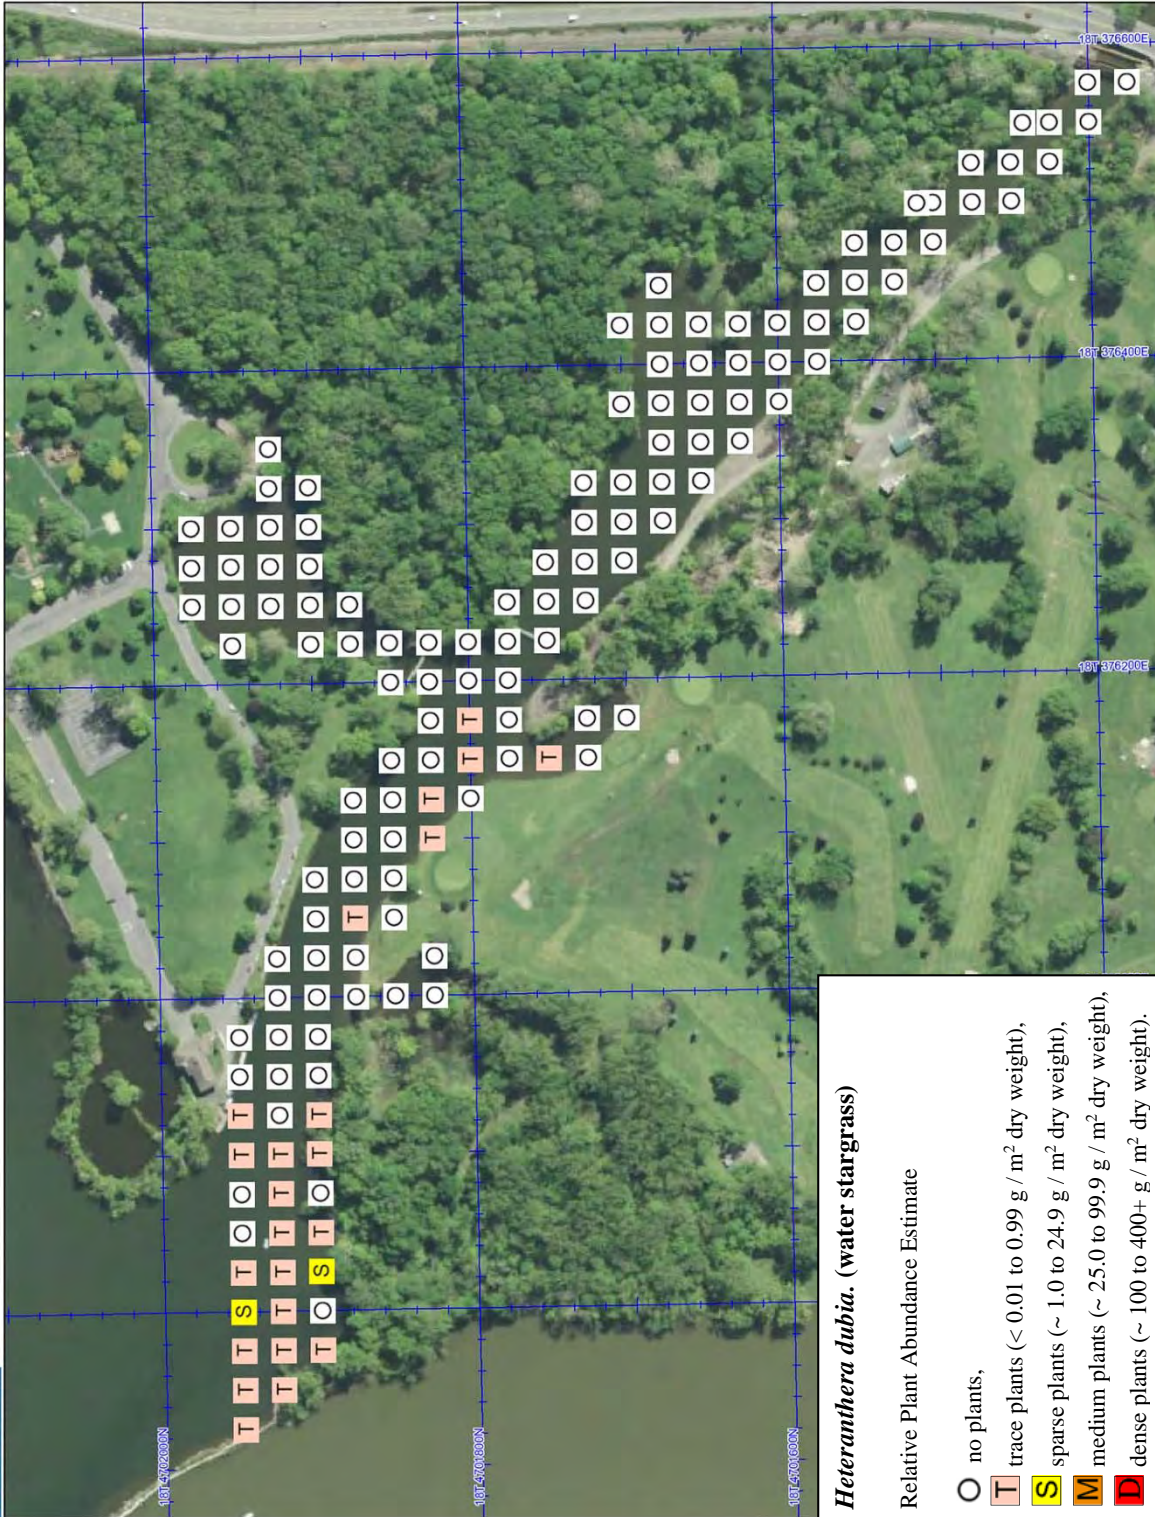 18T 4702000N
T T T S T T T
T T T T T T T
T S T T T
T
T T
18T 4701800N
T T
T
18T 4701600N
18T 376200E
18T 376400E
18T 376600E
Heteranthera dubia. (water stargrass)
Relative Plant Abundance Estimate
no plants,
T trace plants (< 0.01 to 0.99 g / m² dry weight),
S sparse plants (~ 1.0 to 24.9 g / m² dry weight),
M medium plants (~ 25.0 to 99.9 g / m² dry weight),
D dense plants (~ 100 to 400+ g / m² dry weight).